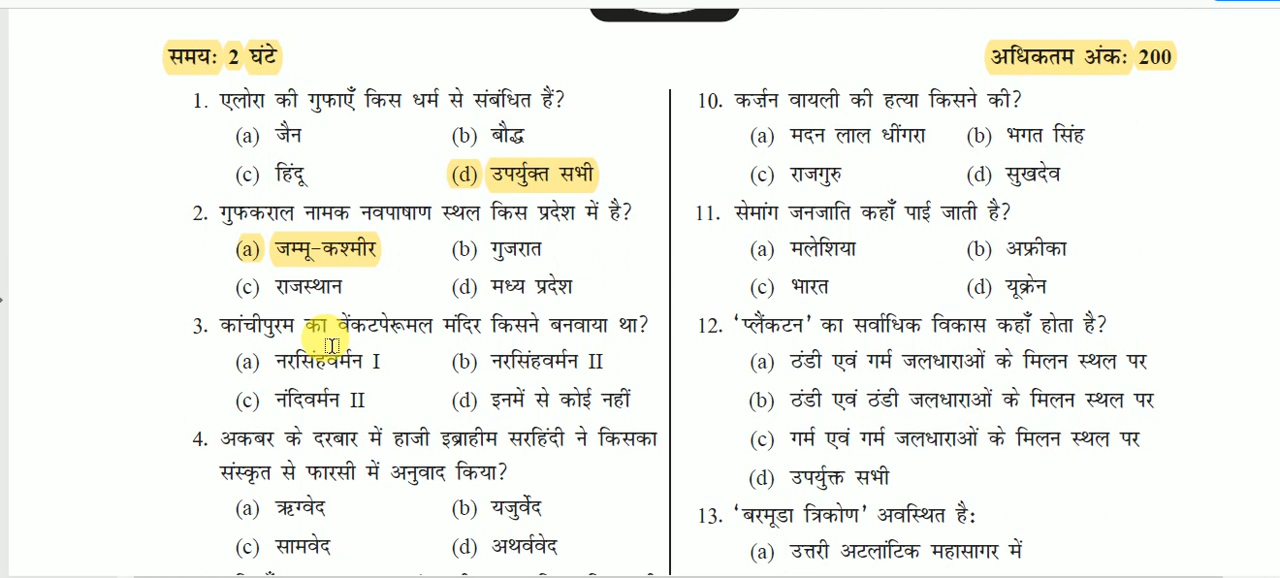 समयः 2 घंटे
अधिकतम अंकः 200
1. एलोरा की गुफाएँ किस धर्म से संबंधित हैं?
(a) जैन (b) बौद्ध
(c) हिंदू (d) उपर्युक्त सभी
2. गुफकराल नामक नवपाषाण स्थल किस प्रदेश में है?
(a) जम्मू-कश्मीर (b) गुजरात
(c) राजस्थान (d) मध्य प्रदेश
3. कांचीपुरम का वेंकटपेरूमल मंदिर किसने बनवाया था?
(a) नरसिंहवर्मन I (b) नरसिंहवर्मन II
(c) नंदिवर्मन II (d) इनमें से कोई नहीं
4. अकबर के दरबार में हाजी इब्राहीम सरहिंदी ने किसका
संस्कृत से फारसी में अनुवाद किया?
(a) ऋग्वेद (b) यजुर्वेद
(c) सामवेद (d) अथर्ववेद
10. कर्जन वायली की हत्या किसने की?
(a) मदन लाल धींगरा (b) भगत सिंह
(c) राजगुरु (d) सुखदेव
11. सेमांग जनजाति कहाँ पाई जाती है?
(a) मलेशिया (b) अफ्रीका
(c) भारत (d) यूक्रेन
12. ‘प्लैंकटन’ का सर्वाधिक विकास कहाँ होता है?
(a) ठंडी एवं गर्म जलधाराओं के मिलन स्थल पर
(b) ठंडी एवं ठंडी जलधाराओं के मिलन स्थल पर
(c) गर्म एवं गर्म जलधाराओं के मिलन स्थल पर
(d) उपर्युक्त सभी
13. ‘बरमूडा त्रिकोण’ अवस्थित है:
(a) उत्तरी अटलांटिक महासागर में